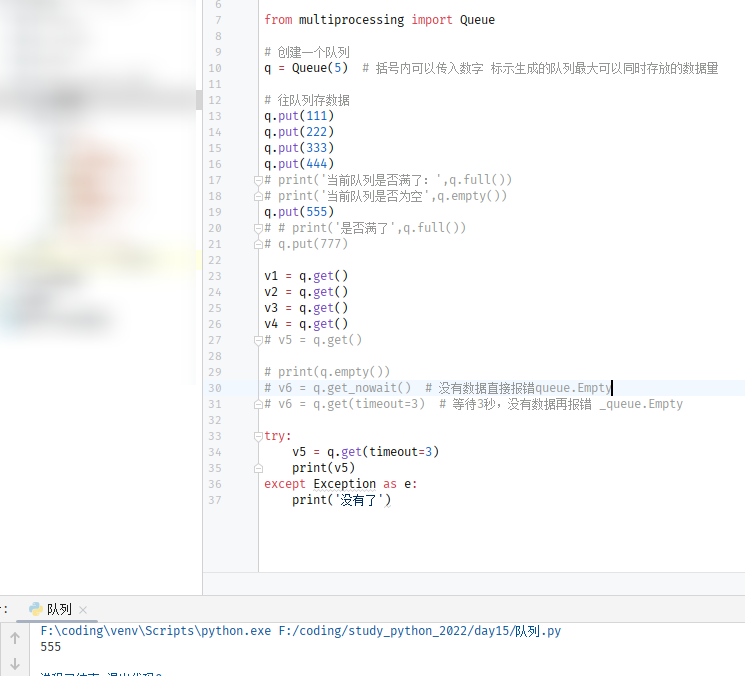 6
7 from multiprocessing import Queue
8
9 # 创建一个队列
10 q = Queue(5)  # 括号内可以传入数字 标示生成的队列最大可以同时存放的数据量
11
12 # 往队列存数据
13 q.put(111)
14 q.put(222)
15 q.put(333)
16 q.put(444)
17 # print('当前队列是否满了：',q.full())
18 # print('当前队列是否为空',q.empty())
19 q.put(555)
20 # # print('是否满了',q.full())
21 # q.put(777)
22
23 v1 = q.get()
24 v2 = q.get()
25 v3 = q.get()
26 v4 = q.get()
27 # v5 = q.get()
28
29 # print(q.empty())
30 # v6 = q.get_nowait()  # 没有数据直接报错queue.Empty
31 # v6 = q.get(timeout=3)  # 等待3秒，没有数据再报错 _queue.Empty
32
33 try:
34     v5 = q.get(timeout=3)
35     print(v5)
36 except Exception as e:
37     print('没有了')
: 队列
F:\coding\venv\Scripts\python.exe F:/coding/study_python_2022/day15/队列.py
555